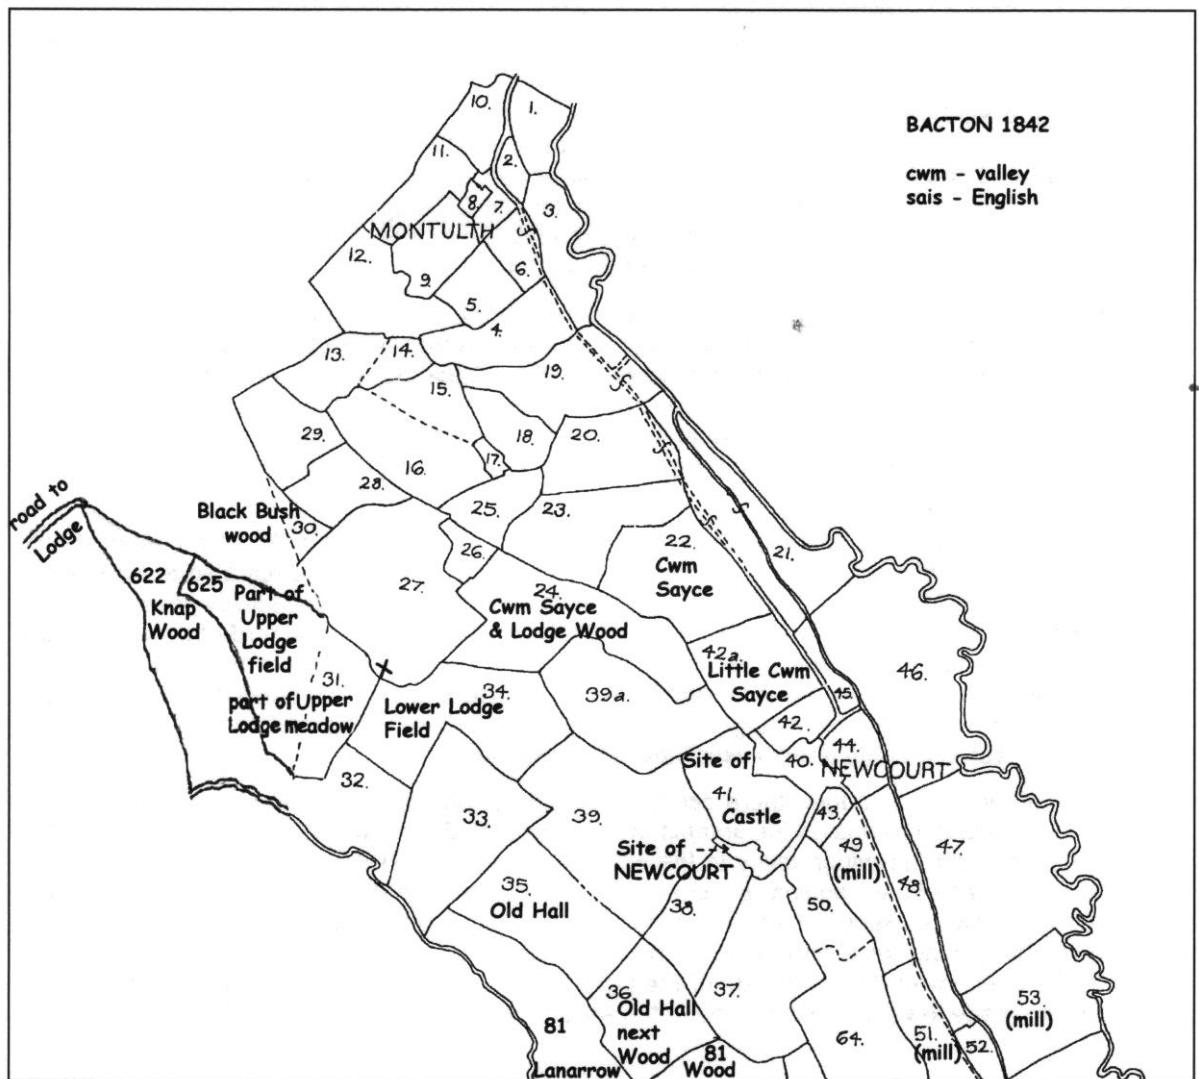 BACTON 1842
cwm - valley
sais - English
10.
1.
11.
2.
8.
7.
3.
MONTULTH
12.
9.
6.
5.
4.
13.
14.
19.
15.
29.
18.
20.
16.
17.
28.
25.
23.
road to
Lodge
Black Bush
wood
30.
26.
22.
Cwm
Sayce
21.
622
Knap
Wood
625
Part of
Upper
Lodge
field
27.
24.
Cwm Sayce
& Lodge Wood
42a.
Little Cwm
Sayce
46.
31.
part of Upper
Lodge meadow
34.
Lower Lodge
Field
39a.
45.
42.
44.
40.
NEWCOURT
32.
Site of
41.
Castle
33.
39.
43.
47.
Site of
NEWCOURT
49
(mill)
48.
35.
Old Hall
38.
50.
36.
Old Hall
next
Wood
37.
53.
(mill)
81
Lanarrow
81
Wood
64.
51.
(mill)
52.